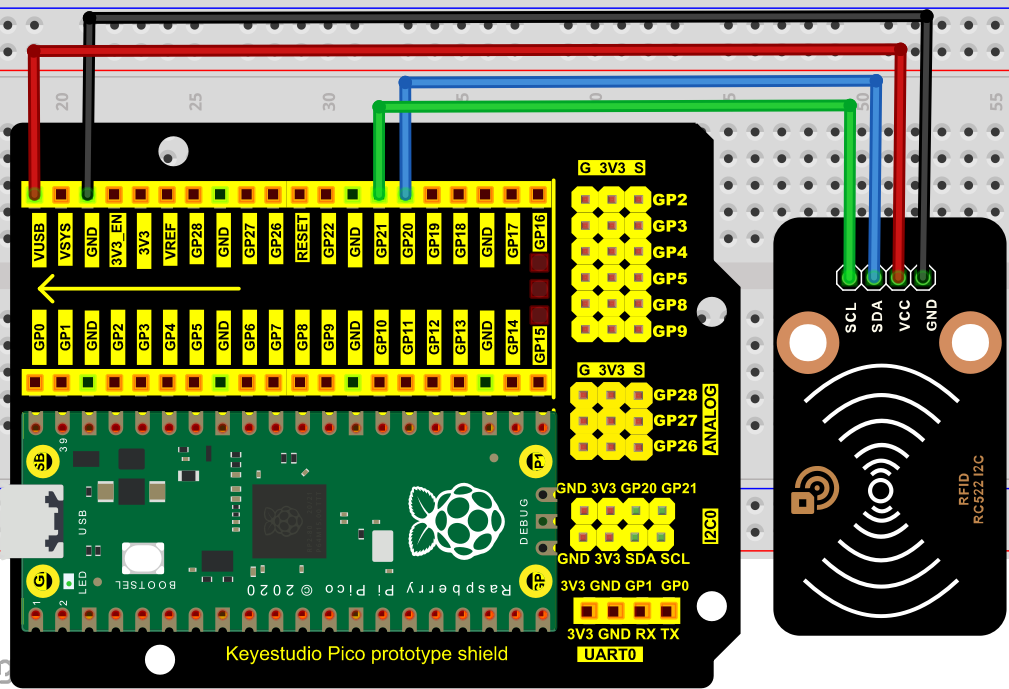 20 25 30 35 40 45 50 55
G 3V3 S
GP2
GP3
GP4
GP5
GP8
GP9
VUSB VSYS GND 3V3_EN 3V3 VREF GP28 GND GP27 GP26 RESET GP22 GND GP21 GP20 GP19 GP18 GND GP17 GP16
GP0 GP1 GND GP2 GP3 GP4 GP5 GND GP6 GP7 GP8 GP9 GND GP10 GP11 GP12 GP13 GND GP14 GP15
SCL SDA VCC GND
G 3V3 S
GP28
GP27
GP26
ANALOG
39
USB
DEBUG
BOOTSEL
LED
1 2
Raspberry Pi Pico © 2020
GND 3V3 GP20 GP21
I2C0
GND 3V3 SDA SCL
3V3 GND GP1 GP0
3V3 GND RX TX
UART0
Keyestudio Pico prototype shield
RFID
RC522 I2C